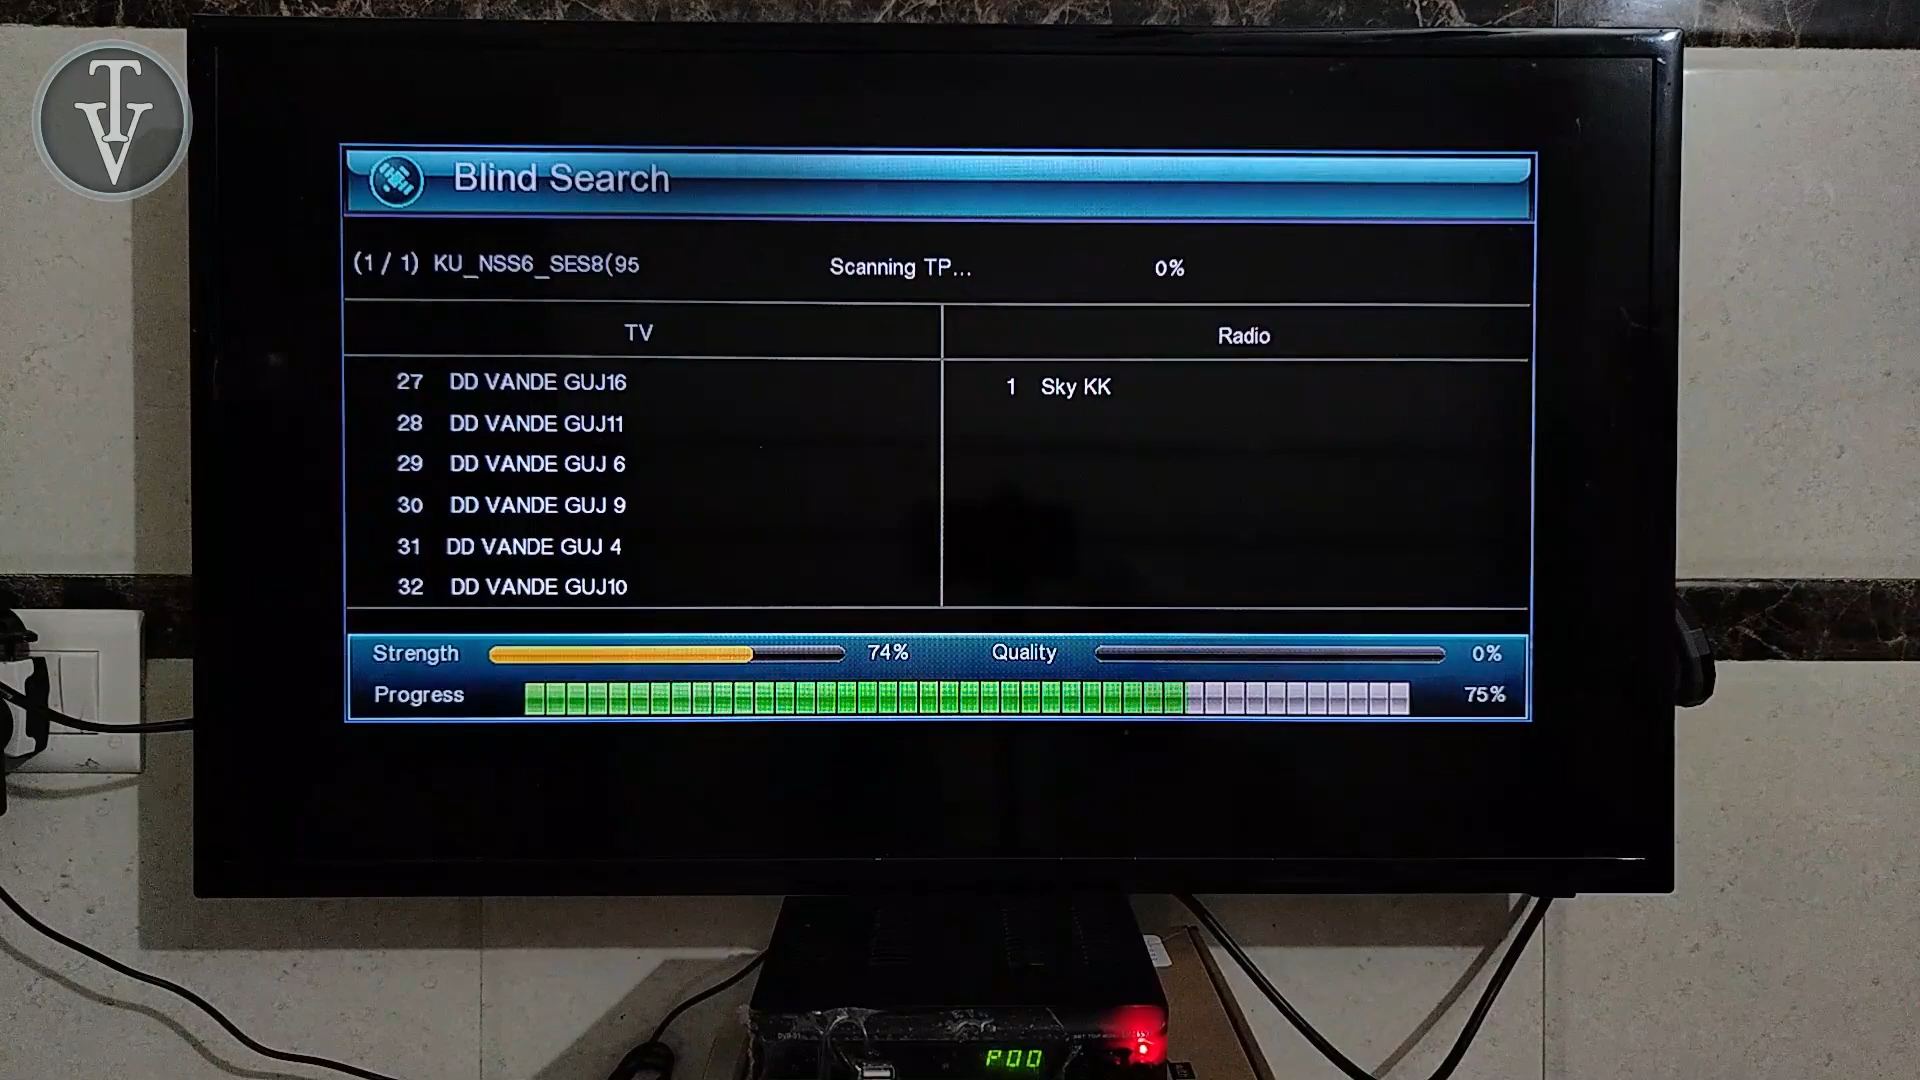 TV
Blind Search
(1 / 1) KU_NSS6_SES8(95 Scanning TP... 0%
TV Radio
27 DD VANDE GUJ16 1 Sky KK
28 DD VANDE GUJ11
29 DD VANDE GUJ 6
30 DD VANDE GUJ 9
31 DD VANDE GUJ 4
32 DD VANDE GUJ10
Strength 74% Quality 0%
Progress 75%
P00